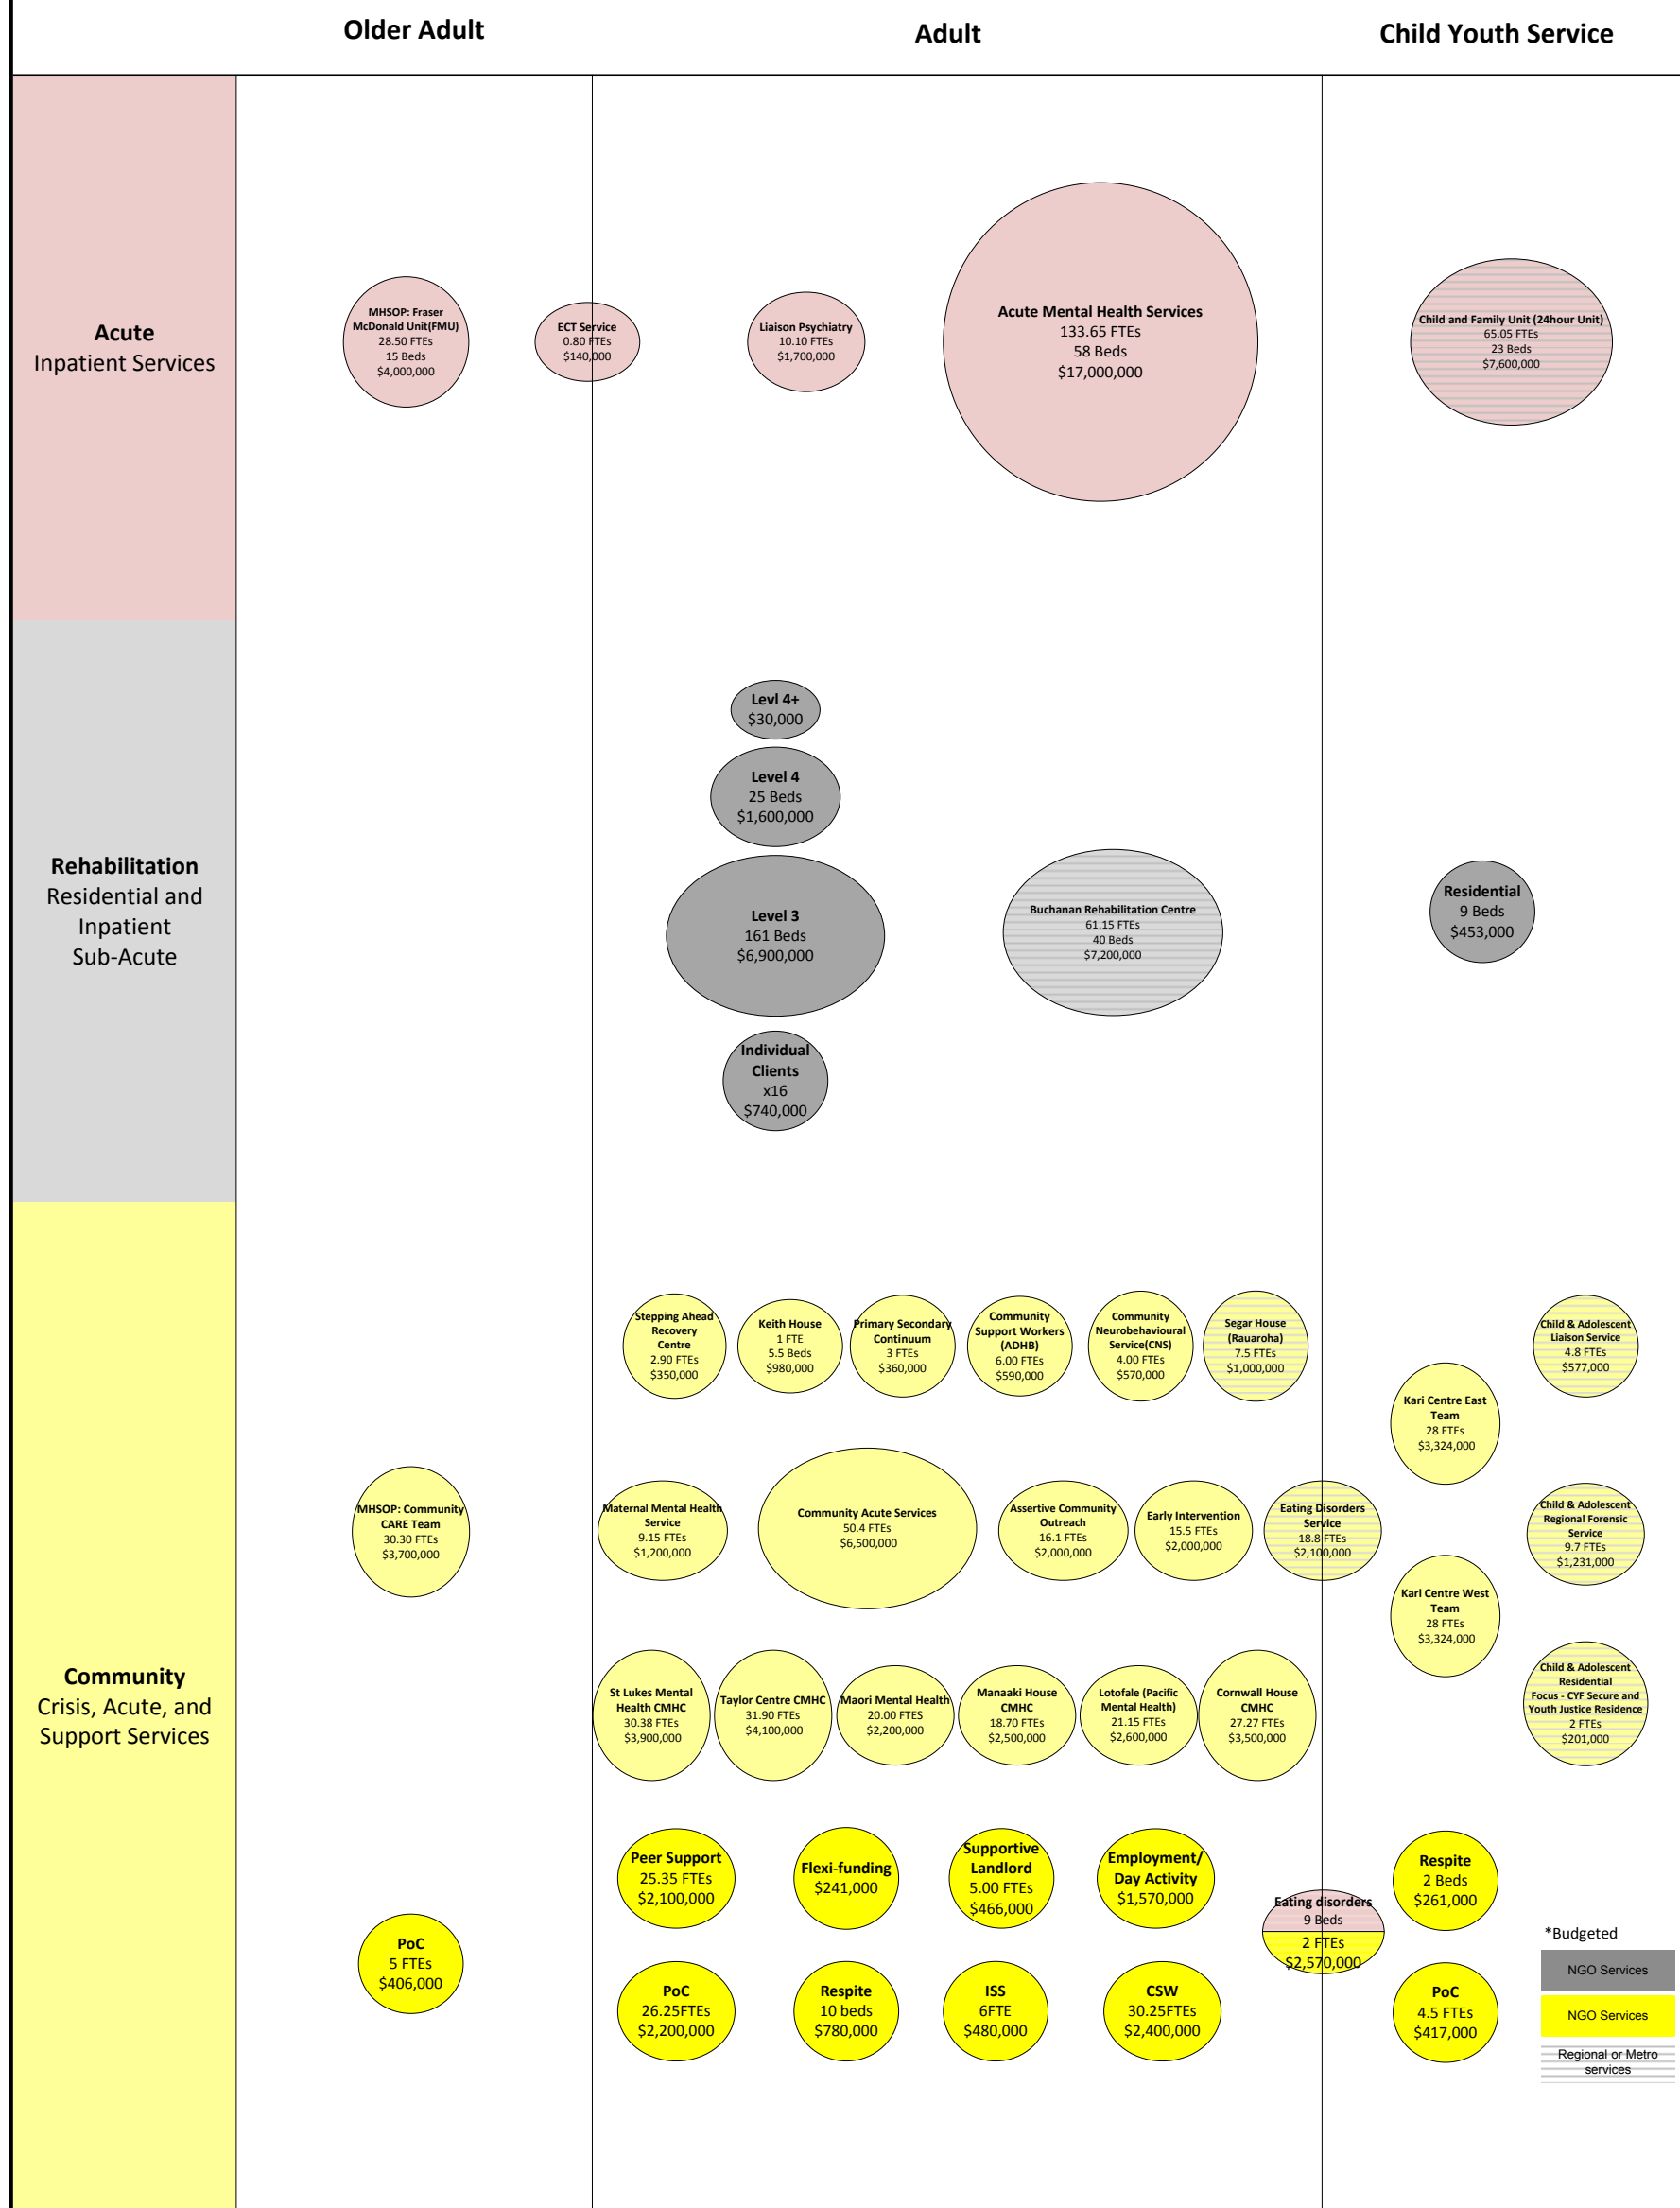 Older Adult
Adult
Child Youth Service
Acute
Inpatient Services
MHSOP: Fraser
McDonald Unit(FMU)
28.50 FTEs
15 Beds
$4,000,000
ECT Service
0.80 FTEs
$140,000
Liaison Psychiatry
10.10 FTEs
$1,700,000
Acute Mental Health Services
133.65 FTEs
58 Beds
$17,000,000
Child and Family Unit (24hour Unit)
65.05 FTEs
23 Beds
$7,600,000
Rehabilitation
Residential and
Inpatient
Sub-Acute
Levl 4+
$30,000
Level 4
25 Beds
$1,600,000
Level 3
161 Beds
$6,900,000
Individual
Clients
x16
$740,000
Buchanan Rehabilitation Centre
61.15 FTEs
40 Beds
$7,200,000
Residential
9 Beds
$453,000
Community
Crisis, Acute, and
Support Services
Stepping Ahead
Recovery
Centre
2.90 FTEs
$350,000
Keith House
1 FTE
5.5 Beds
$980,000
Primary Secondary
Continuum
3 FTEs
$360,000
Community
Support Workers
(ADHB)
6.00 FTEs
$590,000
Community
Neurobehavioural
Service(CNS)
4.00 FTEs
$570,000
Segar House
(Rauaroha)
7.5 FTEs
$1,000,000
Child & Adolescent
Liaison Service
4.8 FTEs
$577,000
Kari Centre East
Team
28 FTEs
$3,324,000
MHSOP: Community
CARE Team
30.30 FTEs
$3,700,000
Maternal Mental Health
Service
9.15 FTEs
$1,200,000
Community Acute Services
50.4 FTEs
$6,500,000
Assertive Community
Outreach
16.1 FTEs
$2,000,000
Early Intervention
15.5 FTEs
$2,000,000
Eating Disorders
Service
18.8 FTEs
$2,100,000
Child & Adolescent
Regional Forensic
Service
9.7 FTEs
$1,231,000
Kari Centre West
Team
28 FTEs
$3,324,000
St Lukes Mental
Health CMHC
30.38 FTEs
$3,900,000
Taylor Centre CMHC
31.90 FTEs
$4,100,000
Maori Mental Health
20.00 FTES
$2,200,000
Manaaki House
CMHC
18.70 FTEs
$2,500,000
Lotofale (Pacific
Mental Health)
21.15 FTEs
$2,600,000
Cornwall House
CMHC
27.27 FTEs
$3,500,000
Child & Adolescent
Residential
Focus - CYF Secure and
Youth Justice Residence
2 FTEs
$201,000
Peer Support
25.35 FTEs
$2,100,000
Flexi-funding
$241,000
Supportive
Landlord
5.00 FTEs
$466,000
Employment/
Day Activity
$1,570,000
Eating disorders
9 Beds
2 FTEs
$2,570,000
Respite
2 Beds
$261,000
PoC
5 FTEs
$406,000
PoC
26.25FTEs
$2,200,000
Respite
10 beds
$780,000
ISS
6FTE
$480,000
CSW
30.25FTEs
$2,400,000
PoC
4.5 FTEs
$417,000
*Budgeted
NGO Services
NGO Services
Regional or Metro
services